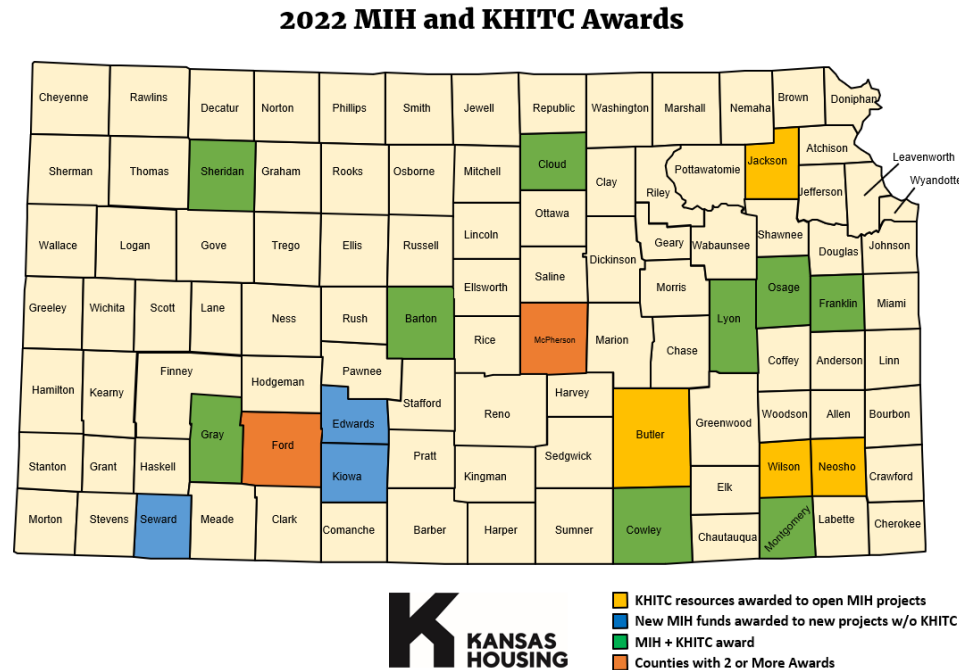 2022 MIH and KHITC Awards
Cheyenne Rawlins Decatur Norton Phillips Smith Jewell Republic Washington Marshall Nemaha Brown Doniphan
Sherman Thomas Sheridan Graham Rooks Osborne Mitchell Cloud Clay Riley Pottawatomie Jackson Atchison Jefferson Leavenworth Wyandotte
Wallace Logan Gove Trego Ellis Russell Lincoln Ottawa Saline Dickinson Geary Wabaunsee Shawnee Douglas Johnson
Greeley Wichita Scott Lane Ness Rush Barton Ellsworth Rice McPherson Marion Morris Chase Lyon Osage Franklin Miami
Hamilton Kearny Finney Hodgeman Pawnee Edwards Stafford Reno Harvey Butler Greenwood Coffey Anderson Linn
Woodson Allen Bourbon
Stanton Grant Haskell Gray Ford Kiowa Pratt Kingman Sedgwick Elk Wilson Neosho Crawford
Morton Stevens Seward Meade Clark Comanche Barber Harper Sumner Cowley Chautauqua Montgomery Labette Cherokee
K
KANSAS
HOUSING
KHITC resources awarded to open MIH projects
New MIH funds awarded to new projects w/o KHITC
MIH + KHITC award
Counties with 2 or More Awards